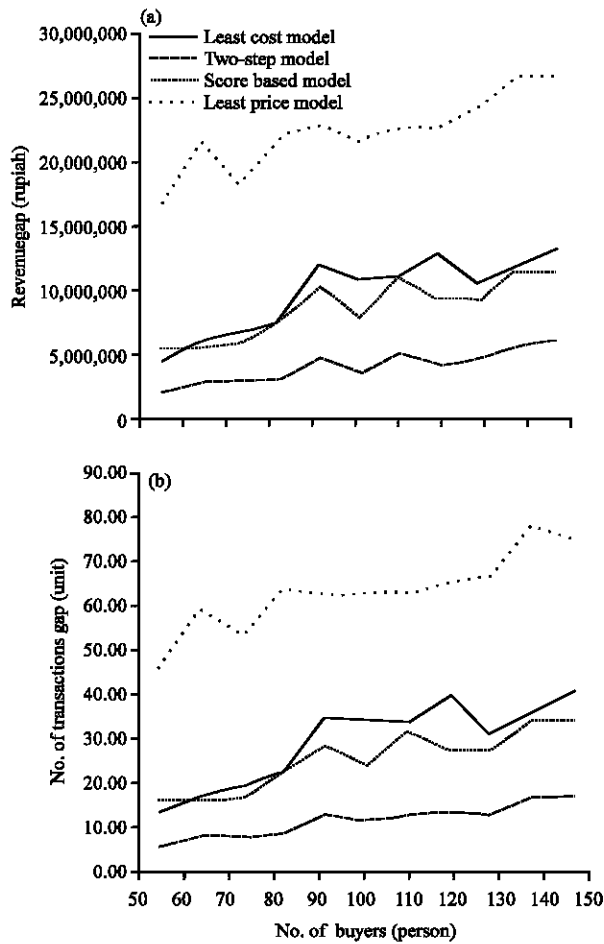 (a)
Least cost model
Two-step model
Score based model
Least price model
30,000,000
25,000,000
20,000,000
15,000,000
10,000,000
5,000,000
0
Revenuegap (rupiah)
(b)
90.00
80.00
70.00
60.00
50.00
40.00
30.00
20.00
10.00
0.00
No. of transactions gap (unit)
50 60 70 80 90 100 110 120 130 140 150
No. of buyers (person)